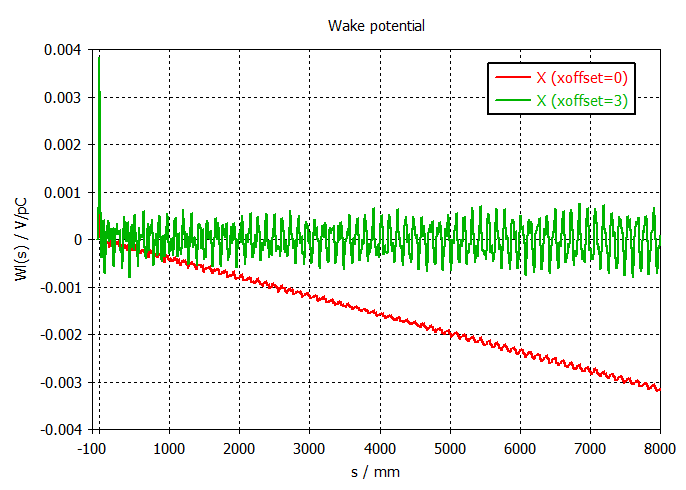 Wake potential
Wl(s) / V/pC
0.004
0.003
0.002
0.001
0
-0.001
-0.002
-0.003
-0.004
X (xoffset=0)
X (xoffset=3)
-100 1000 2000 3000 4000 5000 6000 7000 8000
s / mm